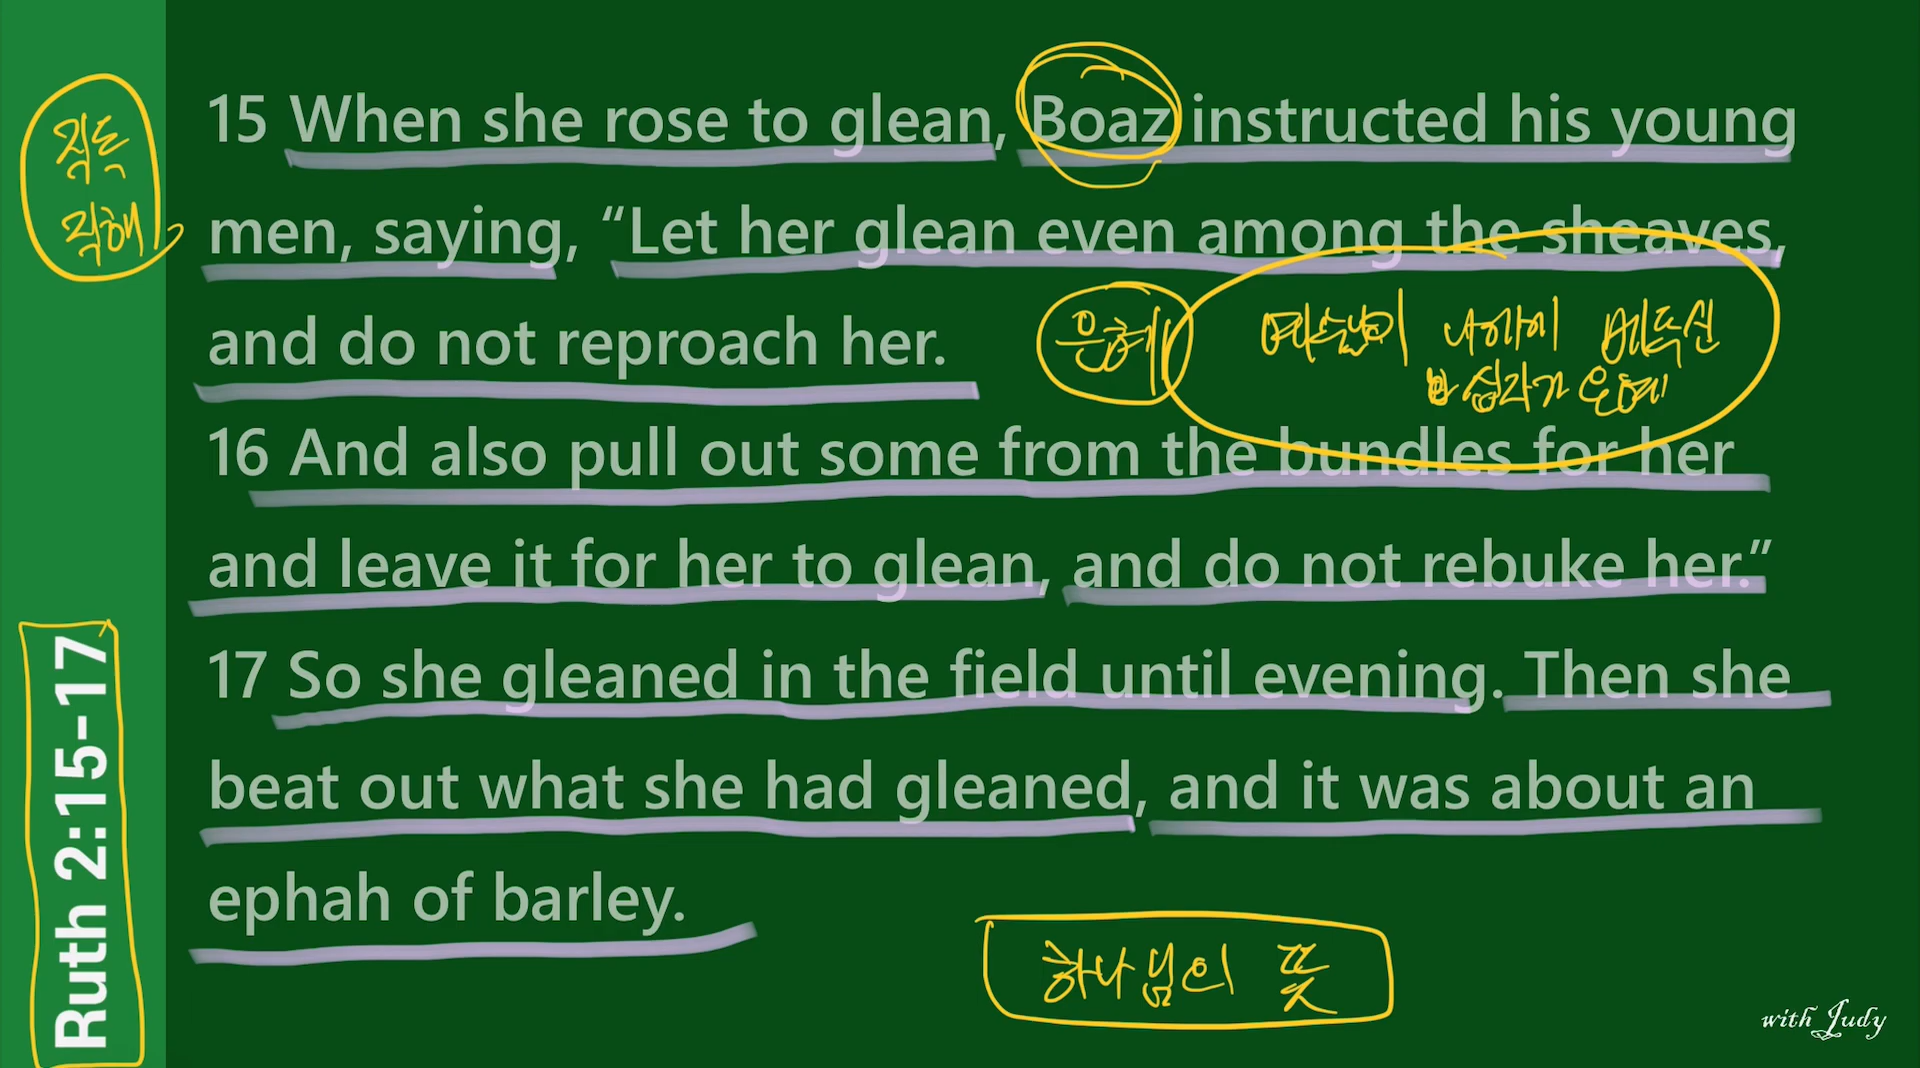 직독
직해
Ruth 2:15-17
15 When she rose to glean, Boaz instructed his young
men, saying, “Let her glean even among the sheaves,
and do not reproach her.
은혜
예수님이 나에게 베푸신
십자가 은혜
16 And also pull out some from the bundles for her
and leave it for her to glean, and do not rebuke her.”
17 So she gleaned in the field until evening. Then she
beat out what she had gleaned, and it was about an
ephah of barley.
하나님의 뜻
with Judy